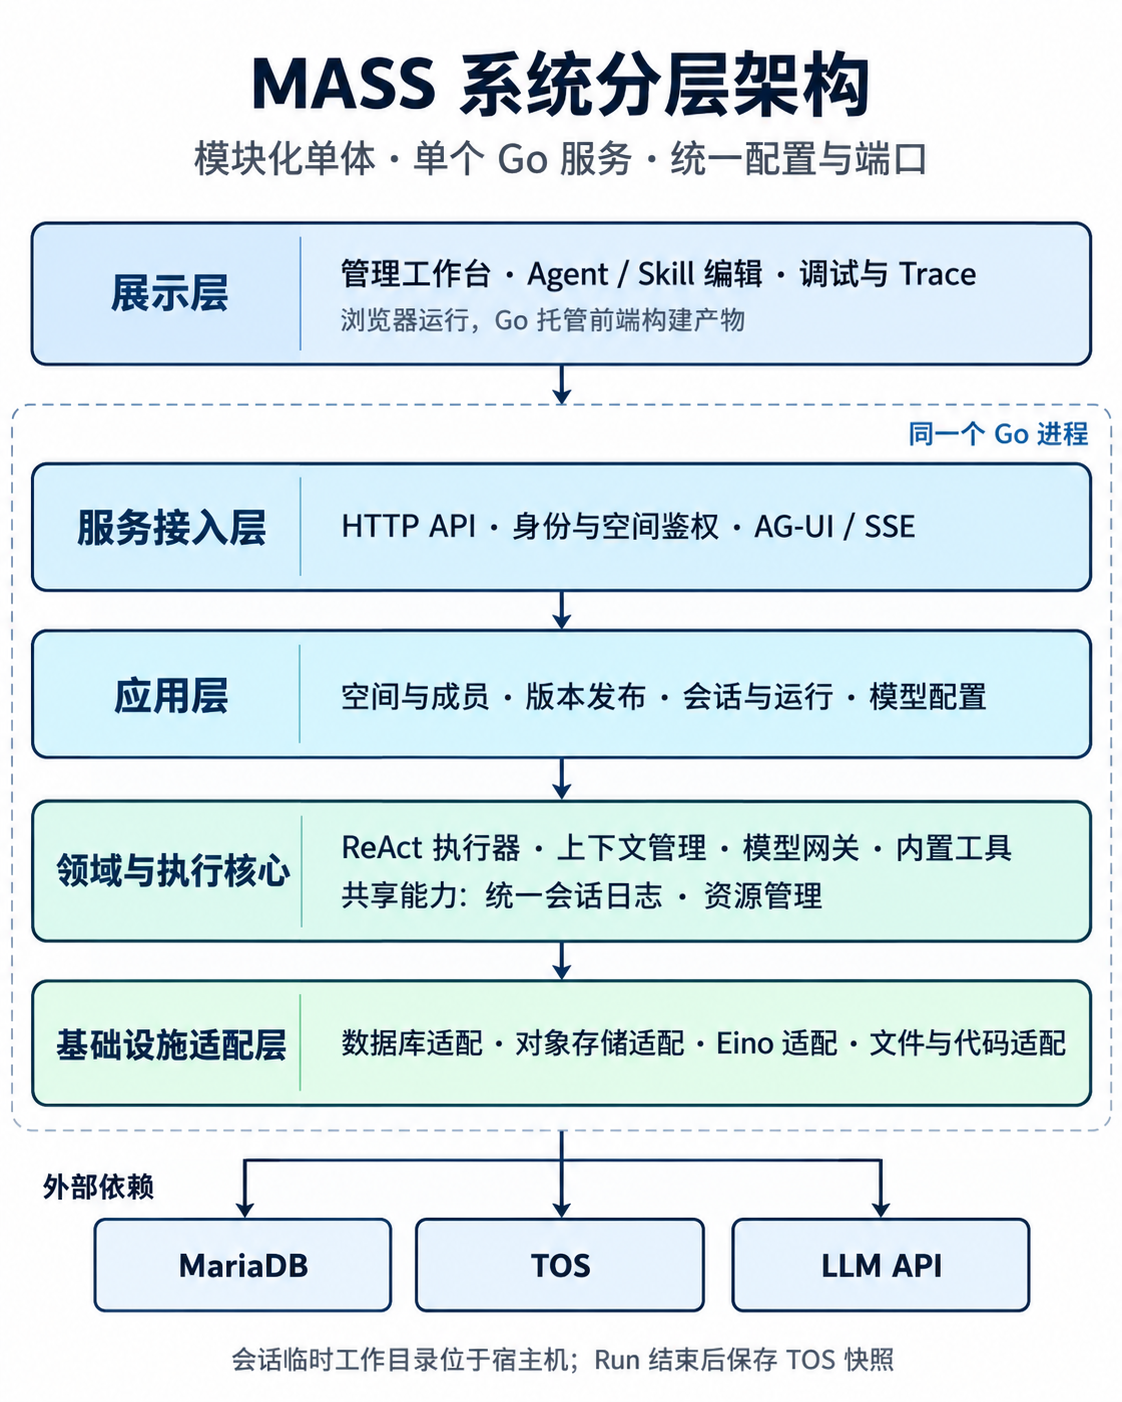 MASS 系统分层架构
模块化单体・单个 Go 服务・统一配置与端口
展示层
管理工作台・Agent / Skill 编辑・调试与 Trace
浏览器运行，Go 托管前端构建产物
同一个 Go 进程
服务接入层
HTTP API・身份与空间鉴权・AG-UI / SSE
应用层
空间与成员・版本发布・会话与运行・模型配置
领域与执行核心
ReAct 执行器・上下文管理・模型网关・内置工具
共享能力：统一会话日志・资源管理
基础设施适配层
数据库适配・对象存储适配・Eino 适配・文件与代码适配
外部依赖
MariaDB
TOS
LLM API
会话临时工作目录位于宿主机；Run 结束后保存 TOS 快照